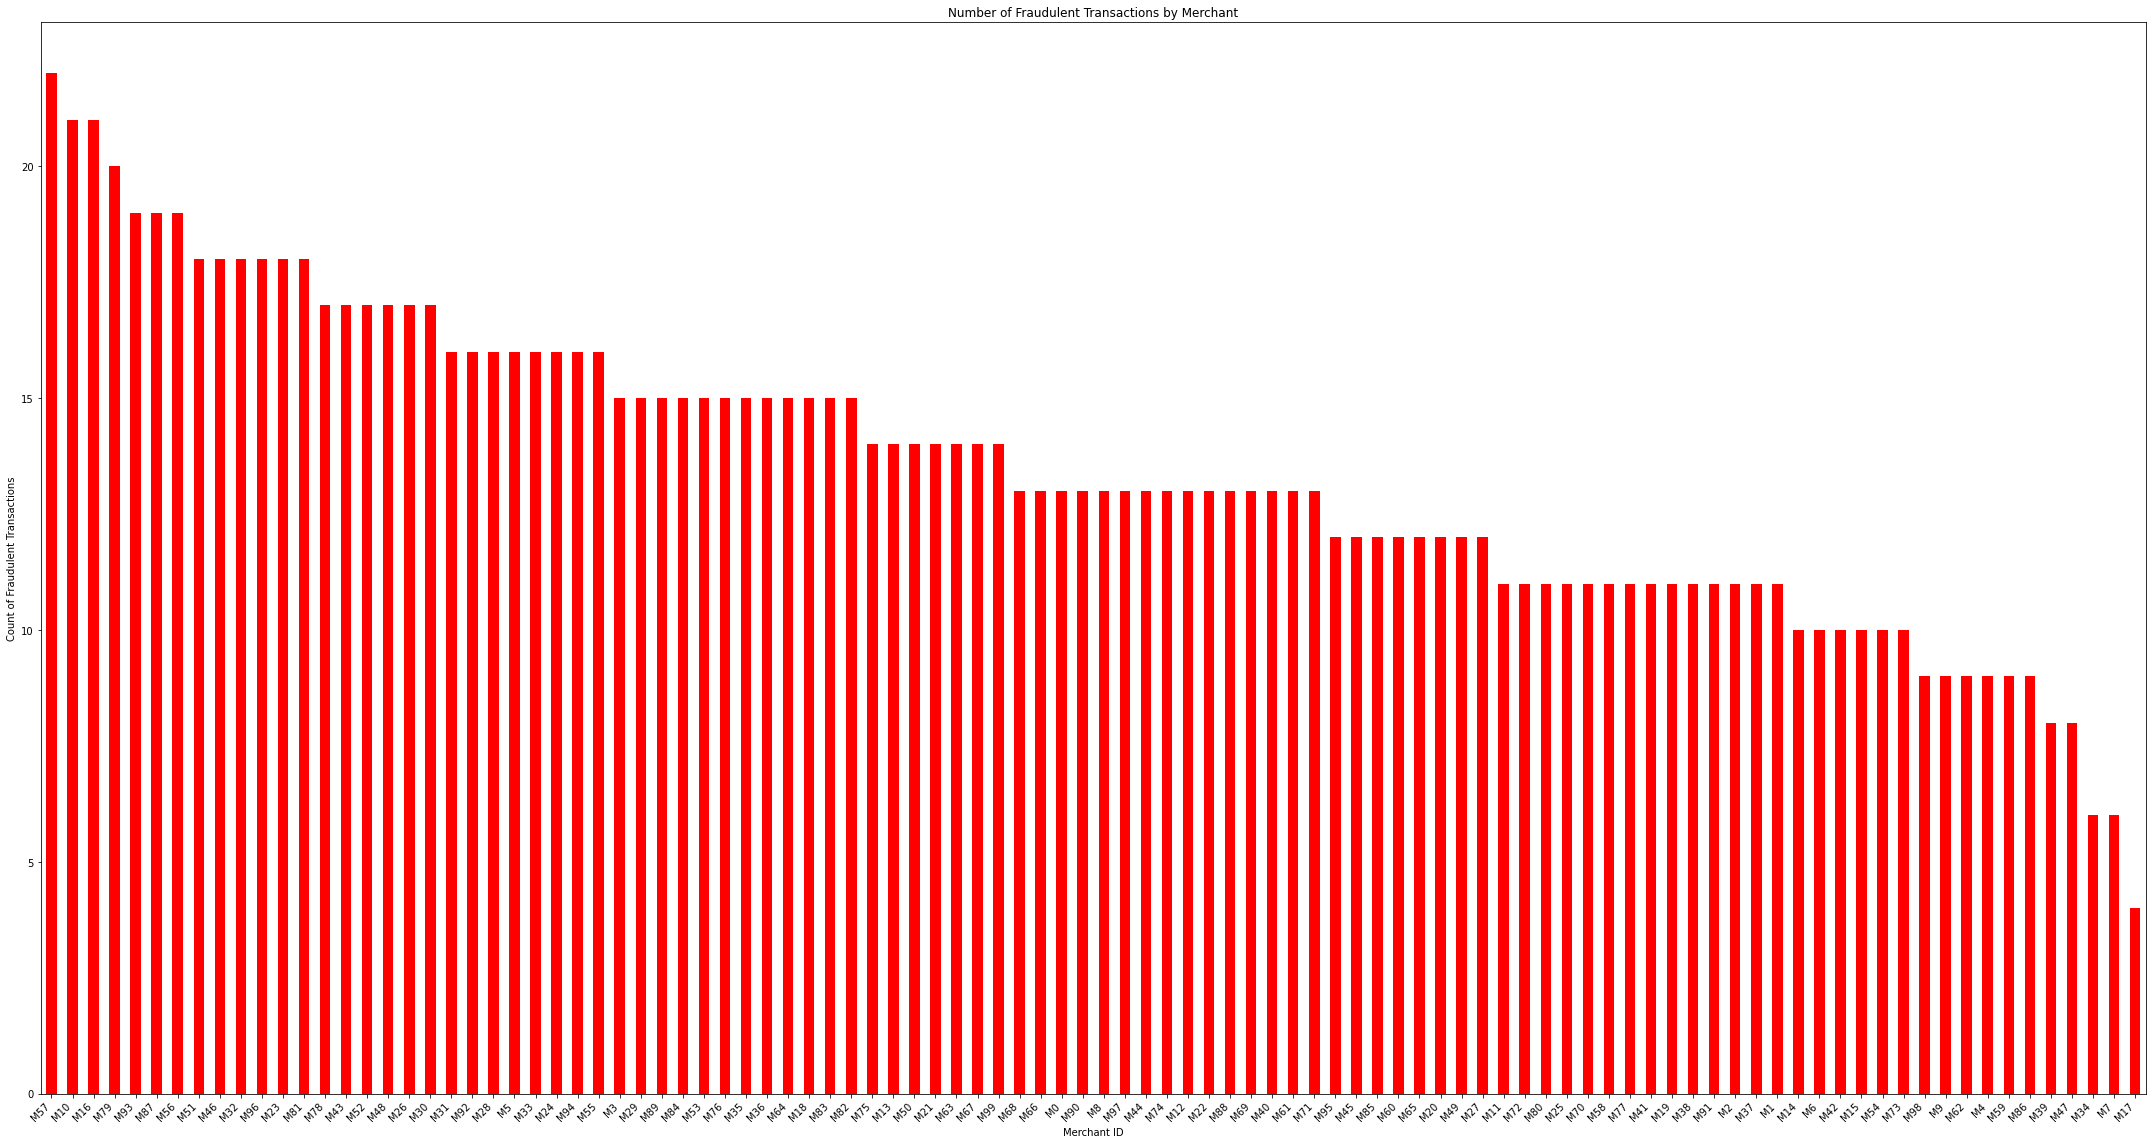 Number of Fraudulent Transactions by Merchant
Count of Fraudulent Transactions
20
15
10
5
0
M57 M10 M16 M79 M93 M87 M56 M51 M46 M32 M96 M23 M81 M78 M43 M52 M48 M26 M30 M31 M92 M28 M5 M33 M24 M94 M55 M3 M29 M89 M84 M53 M76 M35 M36 M64 M18 M83 M82 M75 M13 M50 M21 M63 M67 M99 M68 M66 M0 M90 M8 M97 M44 M74 M12 M22 M88 M69 M40 M61 M71 M95 M45 M85 M60 M65 M20 M49 M27 M11 M72 M80 M25 M70 M58 M77 M41 M19 M38 M91 M2 M37 M1 M14 M6 M42 M15 M54 M73 M98 M9 M62 M4 M59 M86 M39 M47 M34 M7 M17
Merchant ID